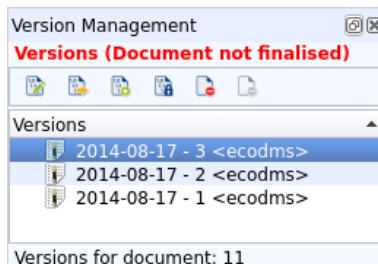 Version Management
Versions (Document not finalised)
Versions
2014-08-17 - 3 <ecodms>
2014-08-17 - 2 <ecodms>
2014-08-17 - 1 <ecodms>
Versions for document: 11